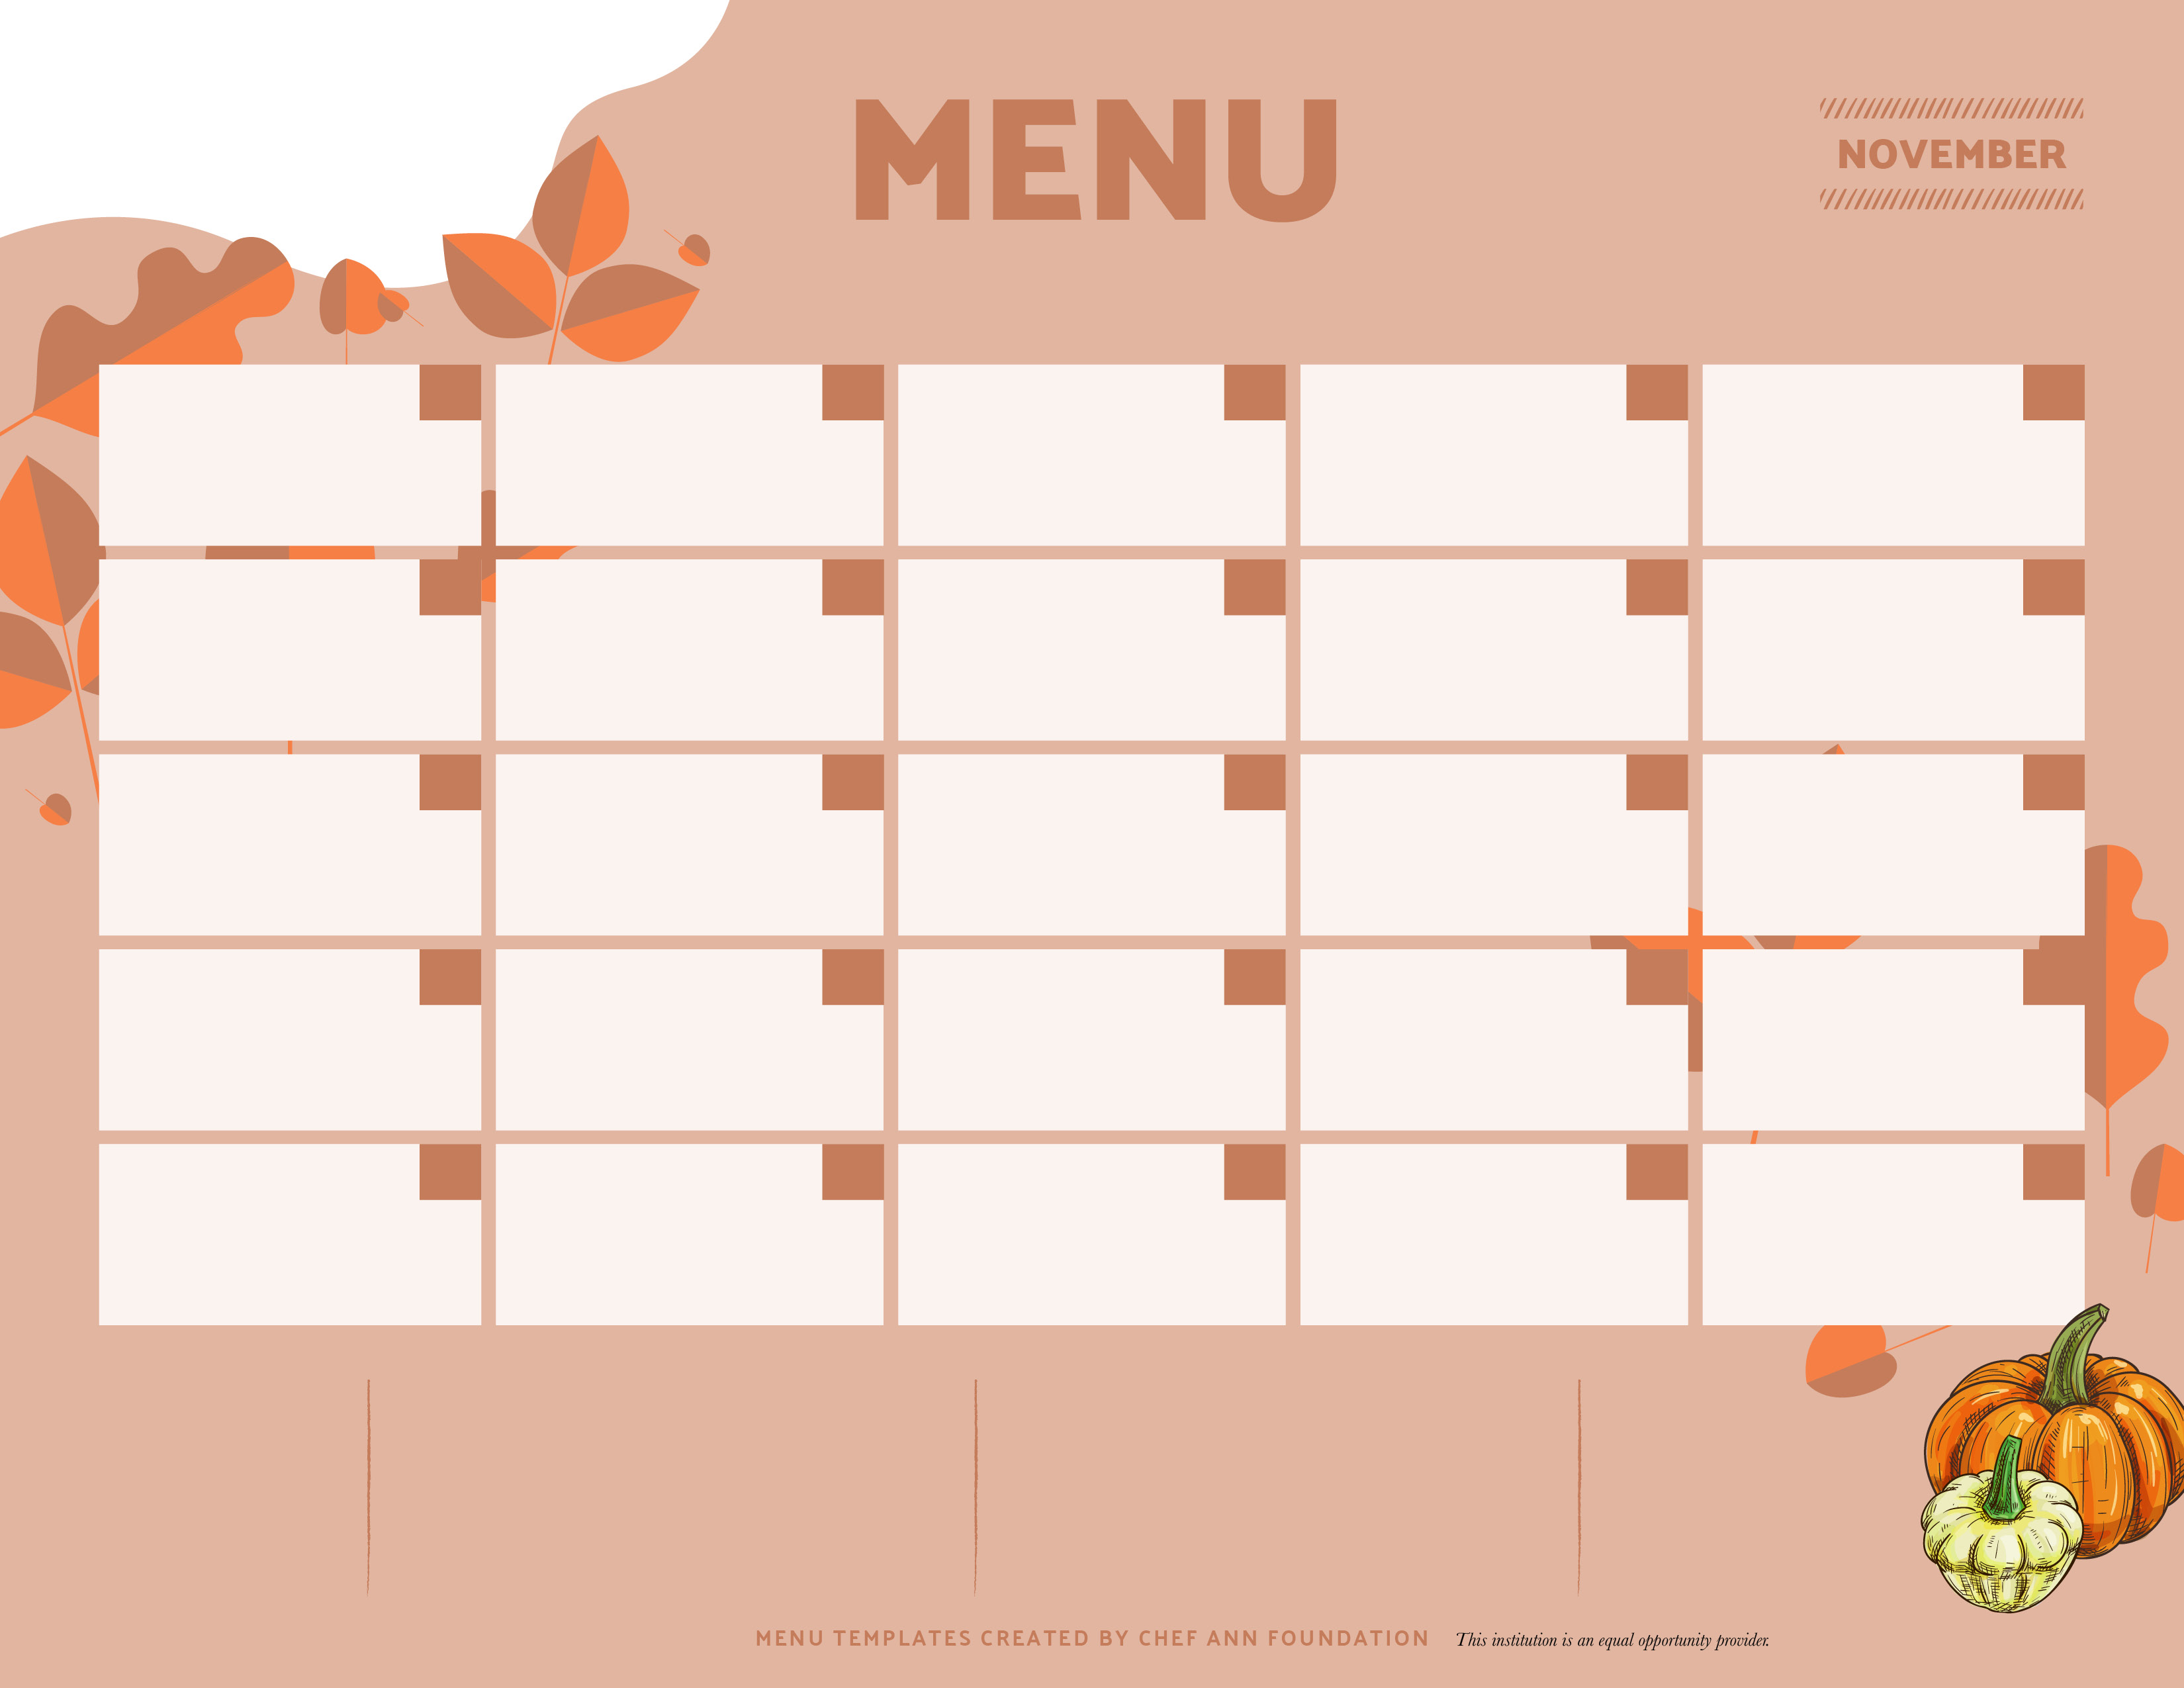 MENU
NOVEMBER
MENU TEMPLATES CREATED BY CHEF ANN FOUNDATION
This institution is an equal opportunity provider.